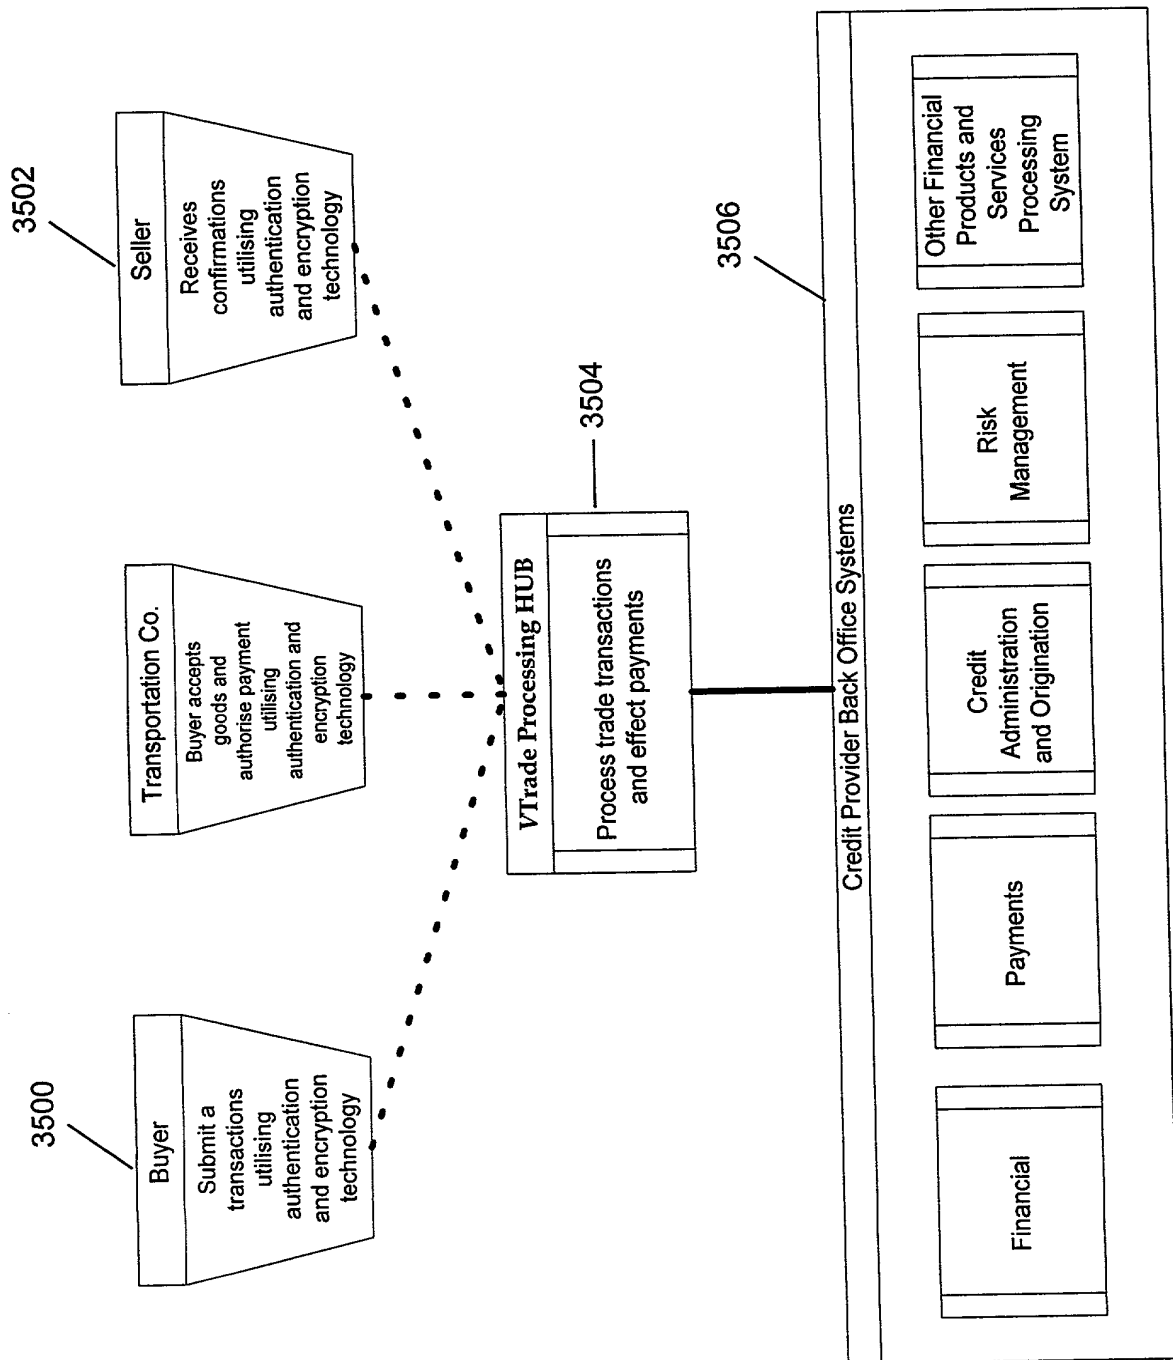 3500
Buyer
Submit a
transactions
utilising
authentication
and encryption
technology
Transportation Co.
Buyer accepts
goods and
authorise payment
utilising
authentication and
encryption
technology
3502
Seller
Receives
confirmations
utilising
authentication
and encryption
technology
VTrade Processing HUB
Process trade transactions
and effect payments
3504
3506
Credit Provider Back Office Systems
Financial
Payments
Credit
Administration
and Origination
Risk
Management
Other Financial
Products and
Services
Processing
System